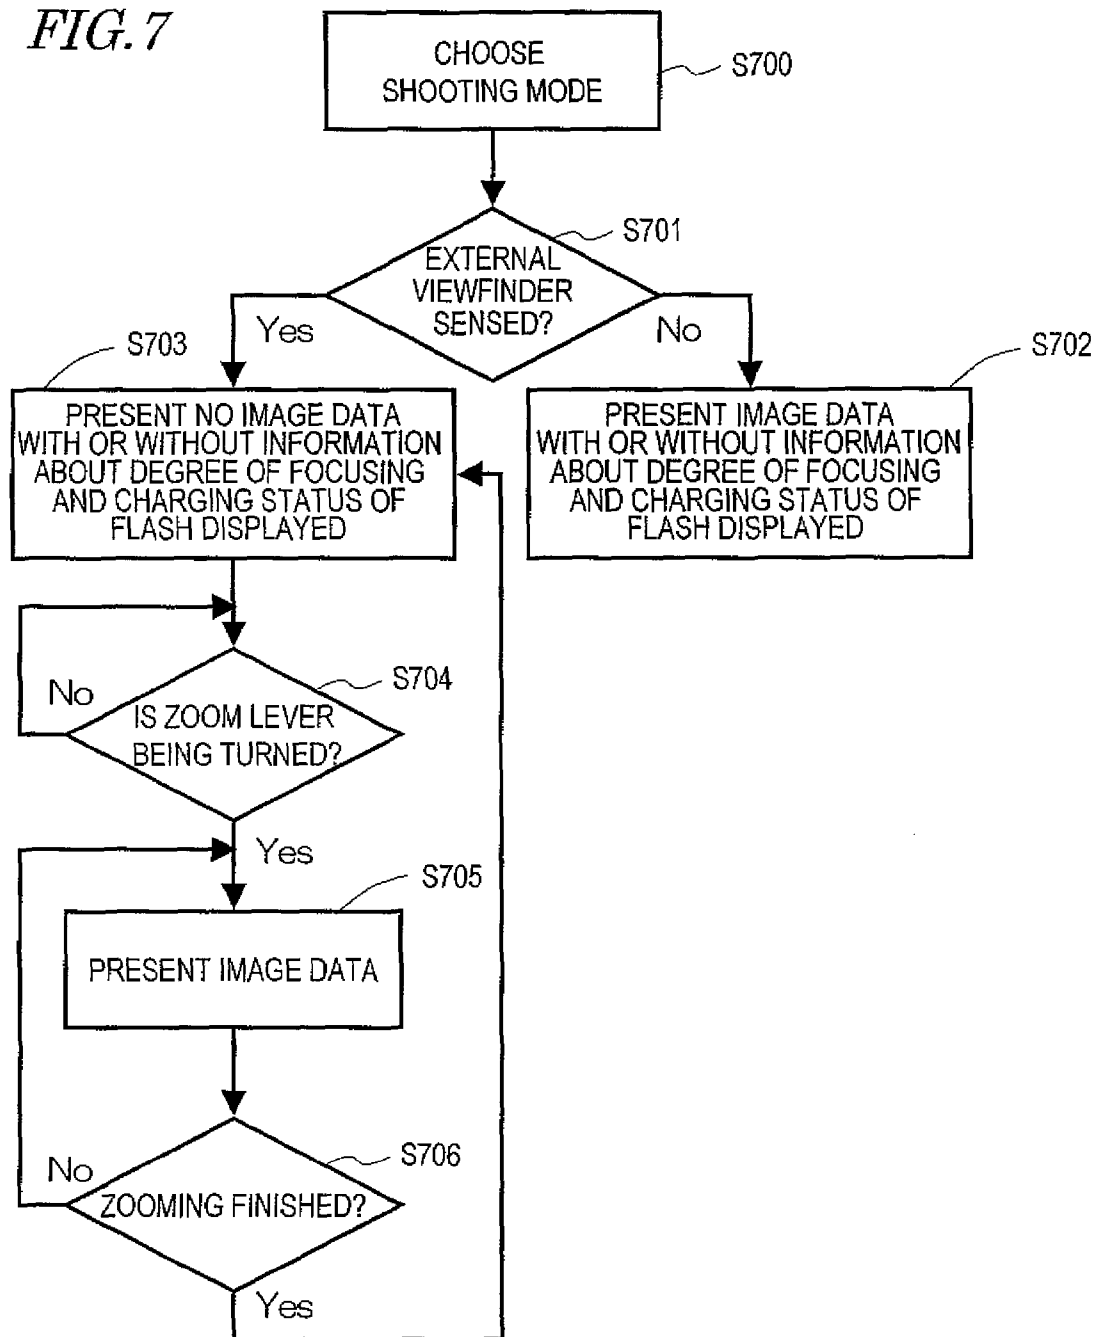 FIG. 7
CHOOSE
SHOOTING MODE
S700
S701
EXTERNAL
VIEWFINDER
SENSED?
Yes
No
S703
S702
PRESENT NO IMAGE DATA
WITH OR WITHOUT INFORMATION
ABOUT DEGREE OF FOCUSING
AND CHARGING STATUS OF
FLASH DISPLAYED
PRESENT IMAGE DATA
WITH OR WITHOUT INFORMATION
ABOUT DEGREE OF FOCUSING
AND CHARGING STATUS OF
FLASH DISPLAYED
No
S704
IS ZOOM LEVER
BEING TURNED?
Yes
S705
PRESENT IMAGE DATA
No
S706
ZOOMING FINISHED?
Yes